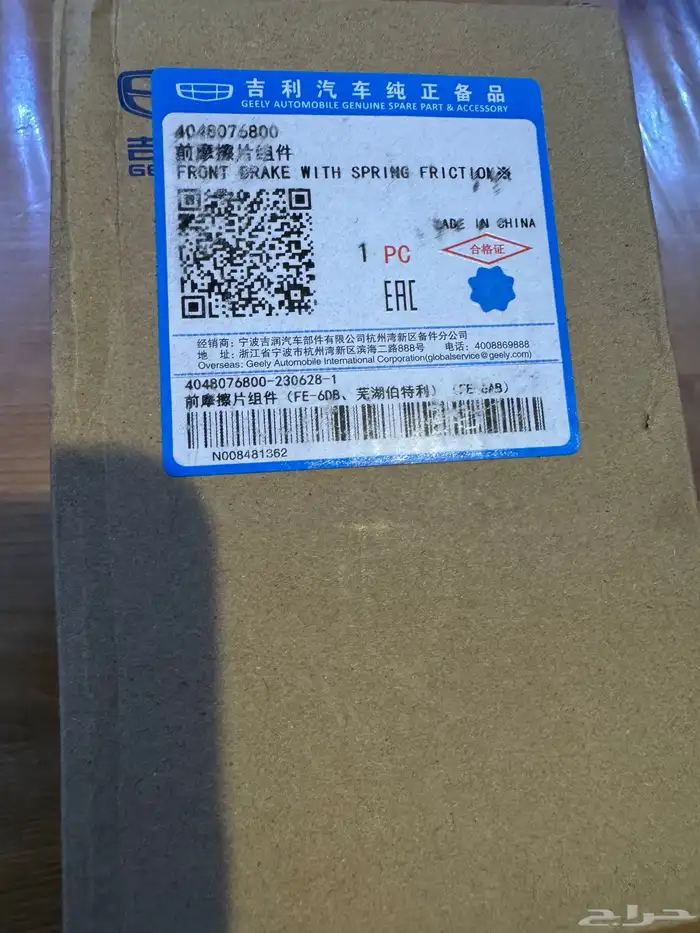 吉利汽车纯正备品
GEELY AUTOMOBILE GENUINE SPARE PART & ACCESSORY
4048076800
前摩擦片组件
FRONT BRAKE WITH SPRING FRICTION※
MADE IN CHINA
1 PC
合格证
EAC
经销商：宁波吉润汽车部件有限公司杭州湾新区备件分公司
地 址：浙江省宁波市杭州湾新区滨海二路888号 电话：4008869888
Overseas: Geely Automobile International Corporation(globalservice@geely.com)
4048076800-230628-1
前摩擦片组件（FE-6DB、芜湖伯特利）（FE-6AB）
N008481362
吉
GE
حراج